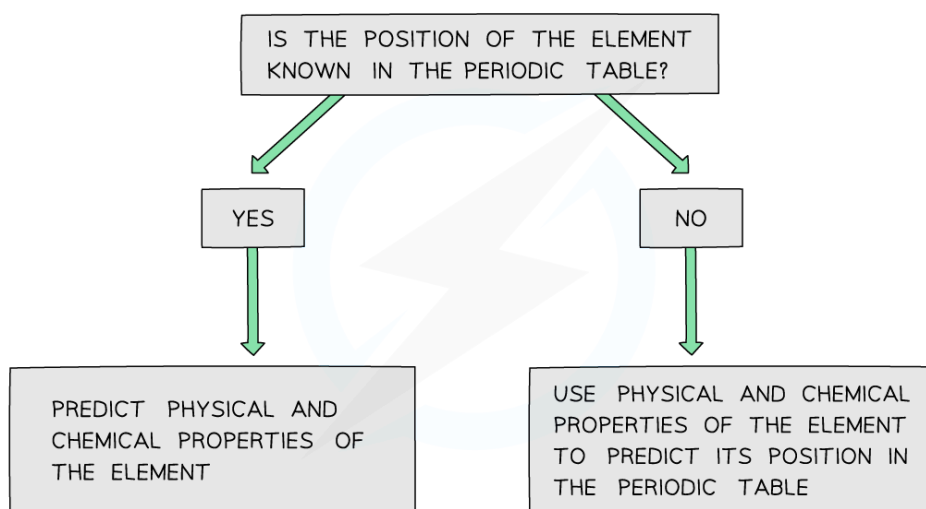 IS THE POSITION OF THE ELEMENT
KNOWN IN THE PERIODIC TABLE?
YES
NO
PREDICT PHYSICAL AND
CHEMICAL PROPERTIES OF
THE ELEMENT
USE PHYSICAL AND CHEMICAL
PROPERTIES OF THE ELEMENT
TO PREDICT ITS POSITION IN
THE PERIODIC TABLE